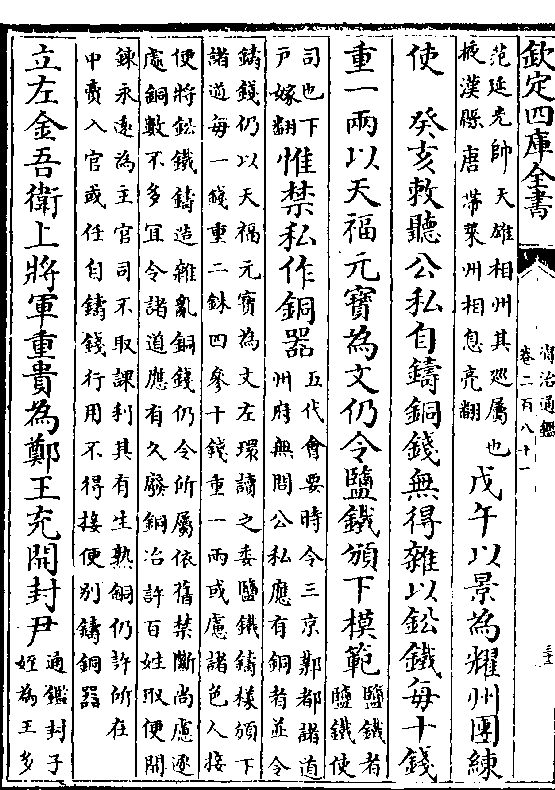 欽定四庫全書
資治通鑑
卷二百八十一
范延光帥天雄相州其廵屬也
掖漢縣唐帶萊州相息亮翻
戊午以景為耀州團練
使 癸亥敕聽公私自鑄銅錢無得雜以鉛鐵每十錢
重一兩以天福元寶為文仍令鹽鐵頒下模範
鹽鐵者
鹽鐵使
司也下
戸嫁翻
惟禁私作銅器
五代會要時令三京鄴都諸道
州府無問公私應有銅者並令
鑄錢仍以天福元寶為文左環讀之委鹽鐵鑄樣頒下
諸道每一錢重二銖四參十錢重一兩或慮諸色人接
便將鉛鐵鑄造雜亂銅錢仍令所屬依舊禁斷尚慮逐
處銅數不多宜令諸道應有久廢銅冶許百姓取便開
鍊永逺為主官司不取課利其有生熟銅仍許所在
中賣入官或任自鑄錢行用不得接便别鑄銅器
立左金吾衛上將軍重貴為鄭王充開封尹
通鑑封子
姪為王多